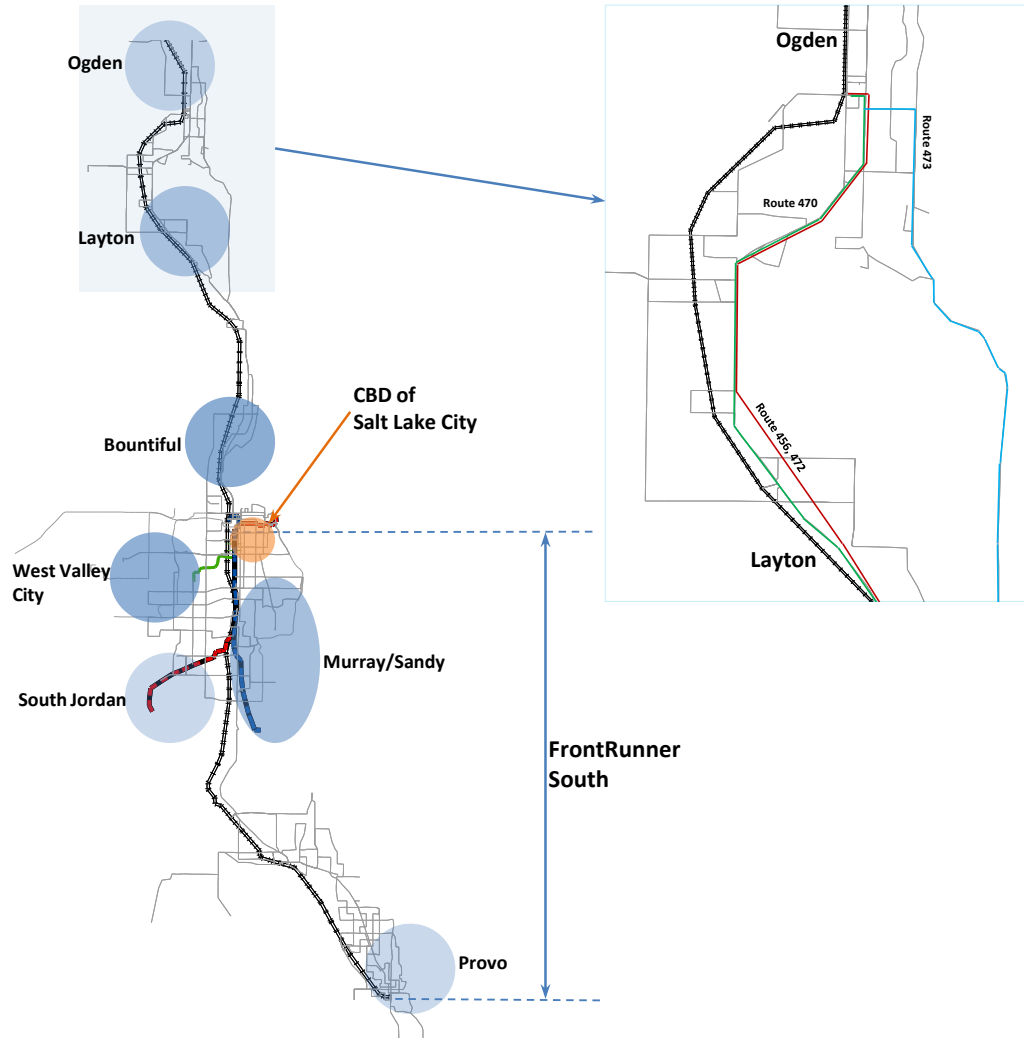 Ogden
Layton
Bountiful
CBD of
Salt Lake City
West Valley
City
South Jordan
Murray/Sandy
FrontRunner
South
Provo
Ogden
Route 473
Route 470
Route 456, 472
Layton